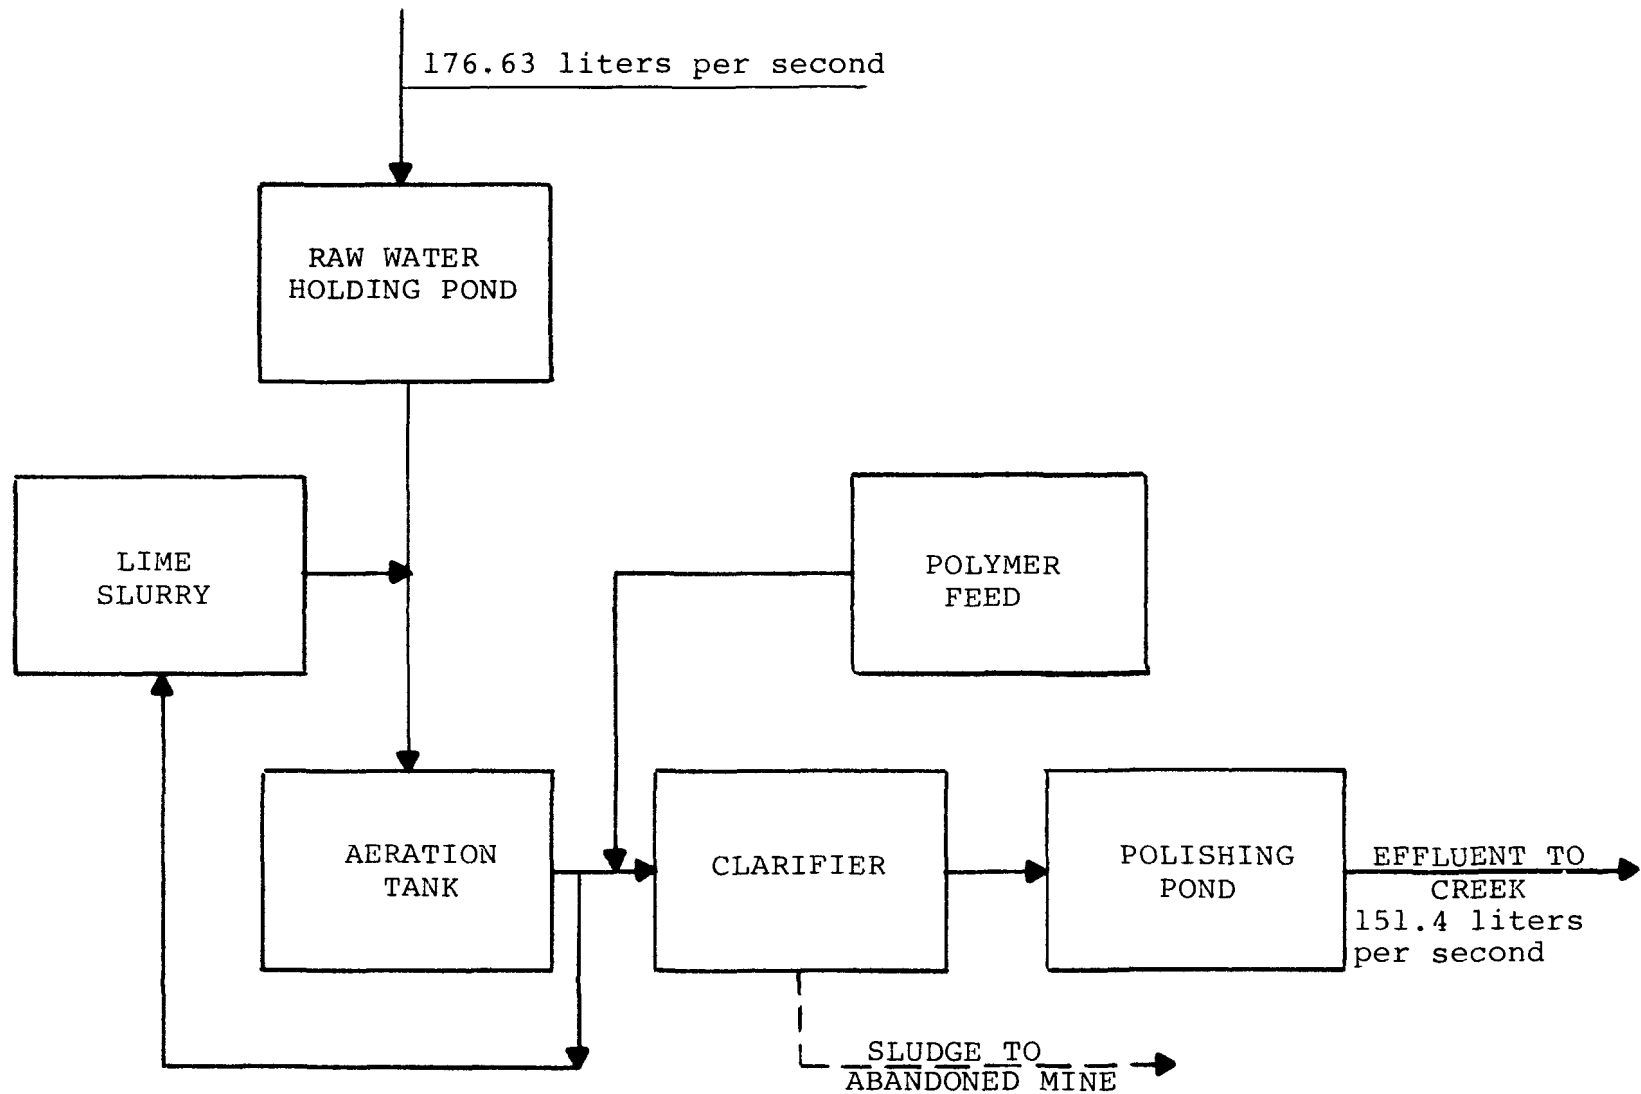 176.63 liters per second
RAW WATER
HOLDING POND
LIME
SLURRY
POLYMER
FEED
AERATION
TANK
CLARIFIER
POLISHING
POND
EFFLUENT TO
CREEK
151.4 liters
per second
SLUDGE TO
ABANDONED MINE